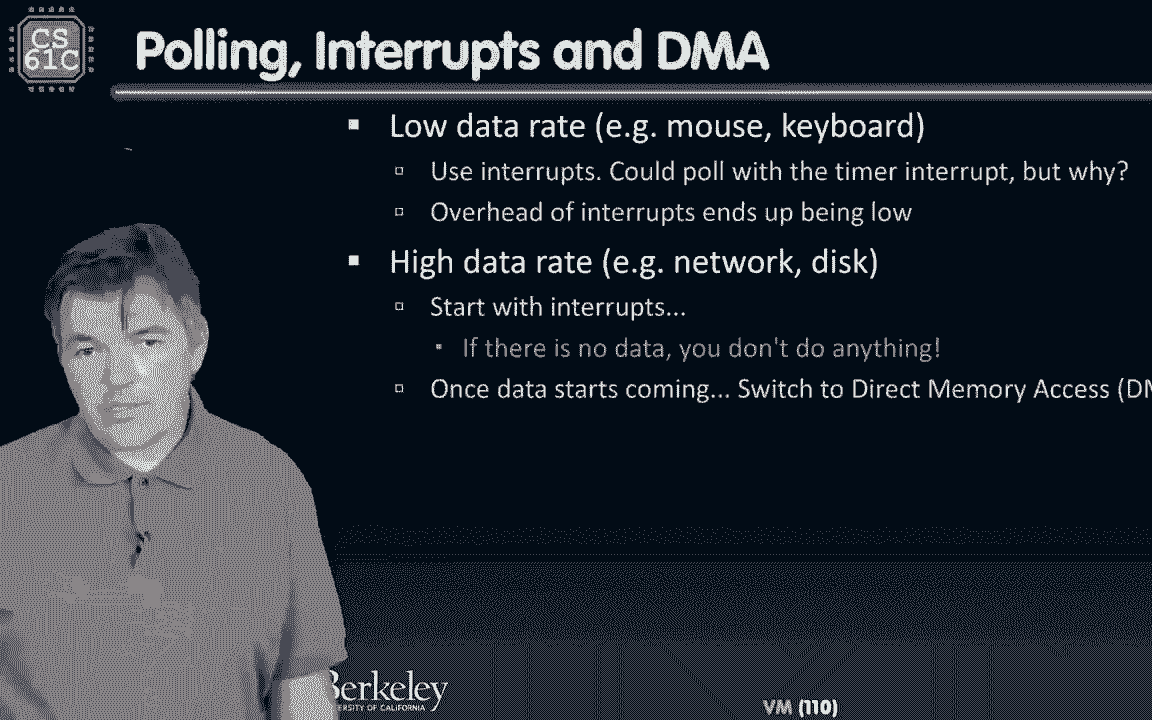 CS
61C
Polling, Interrupts and DMA
Low data rate (e.g. mouse, keyboard)
Use interrupts. Could poll with the timer interrupt, but why?
Overhead of interrupts ends up being low
High data rate (e.g. network, disk)
Start with interrupts...
If there is no data, you don't do anything!
Once data starts coming... Switch to Direct Memory Access (DM
Berkeley
ERSITY OF CALIFORNIA
VM (110)